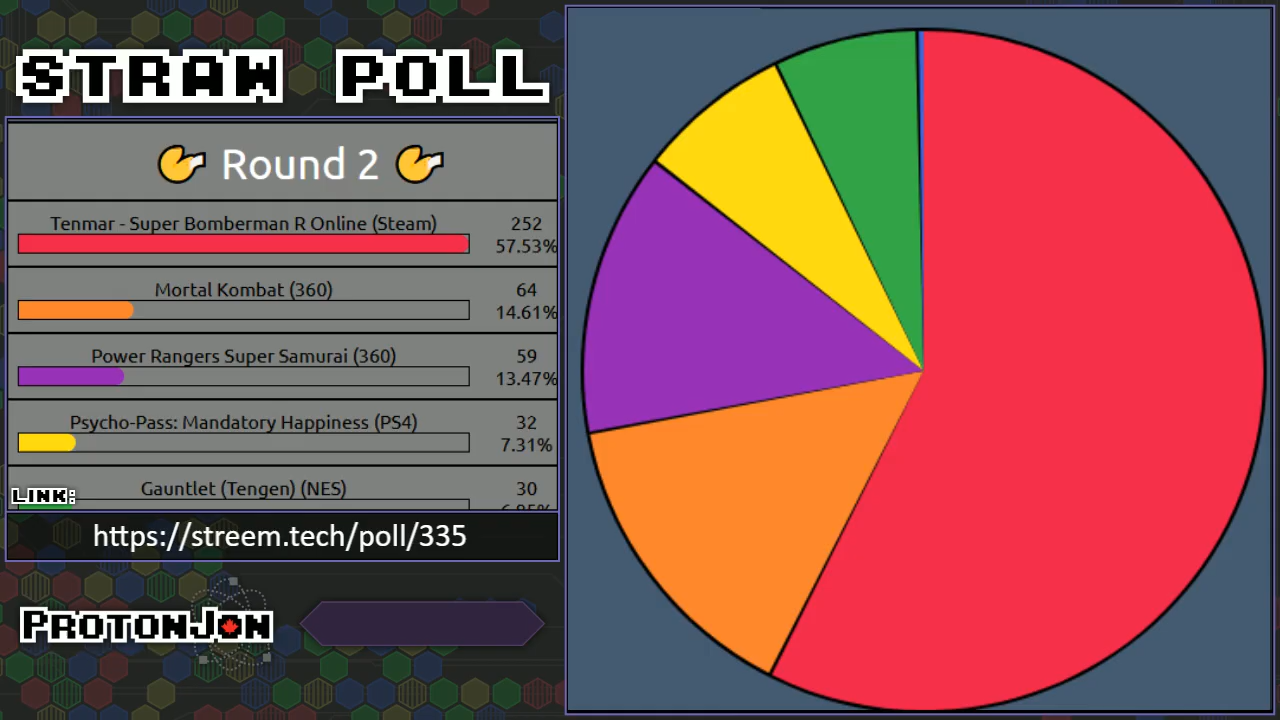 STRAW POLL
Round 2
Tenmar - Super Bomberman R Online (Steam)
252
57.53%
Mortal Kombat (360)
64
14.61%
Power Rangers Super Samurai (360)
59
13.47%
Psycho-Pass: Mandatory Happiness (PS4)
32
7.31%
Gauntlet (Tengen) (NES)
30
LINK:
https://streem.tech/poll/335
PROTONJON